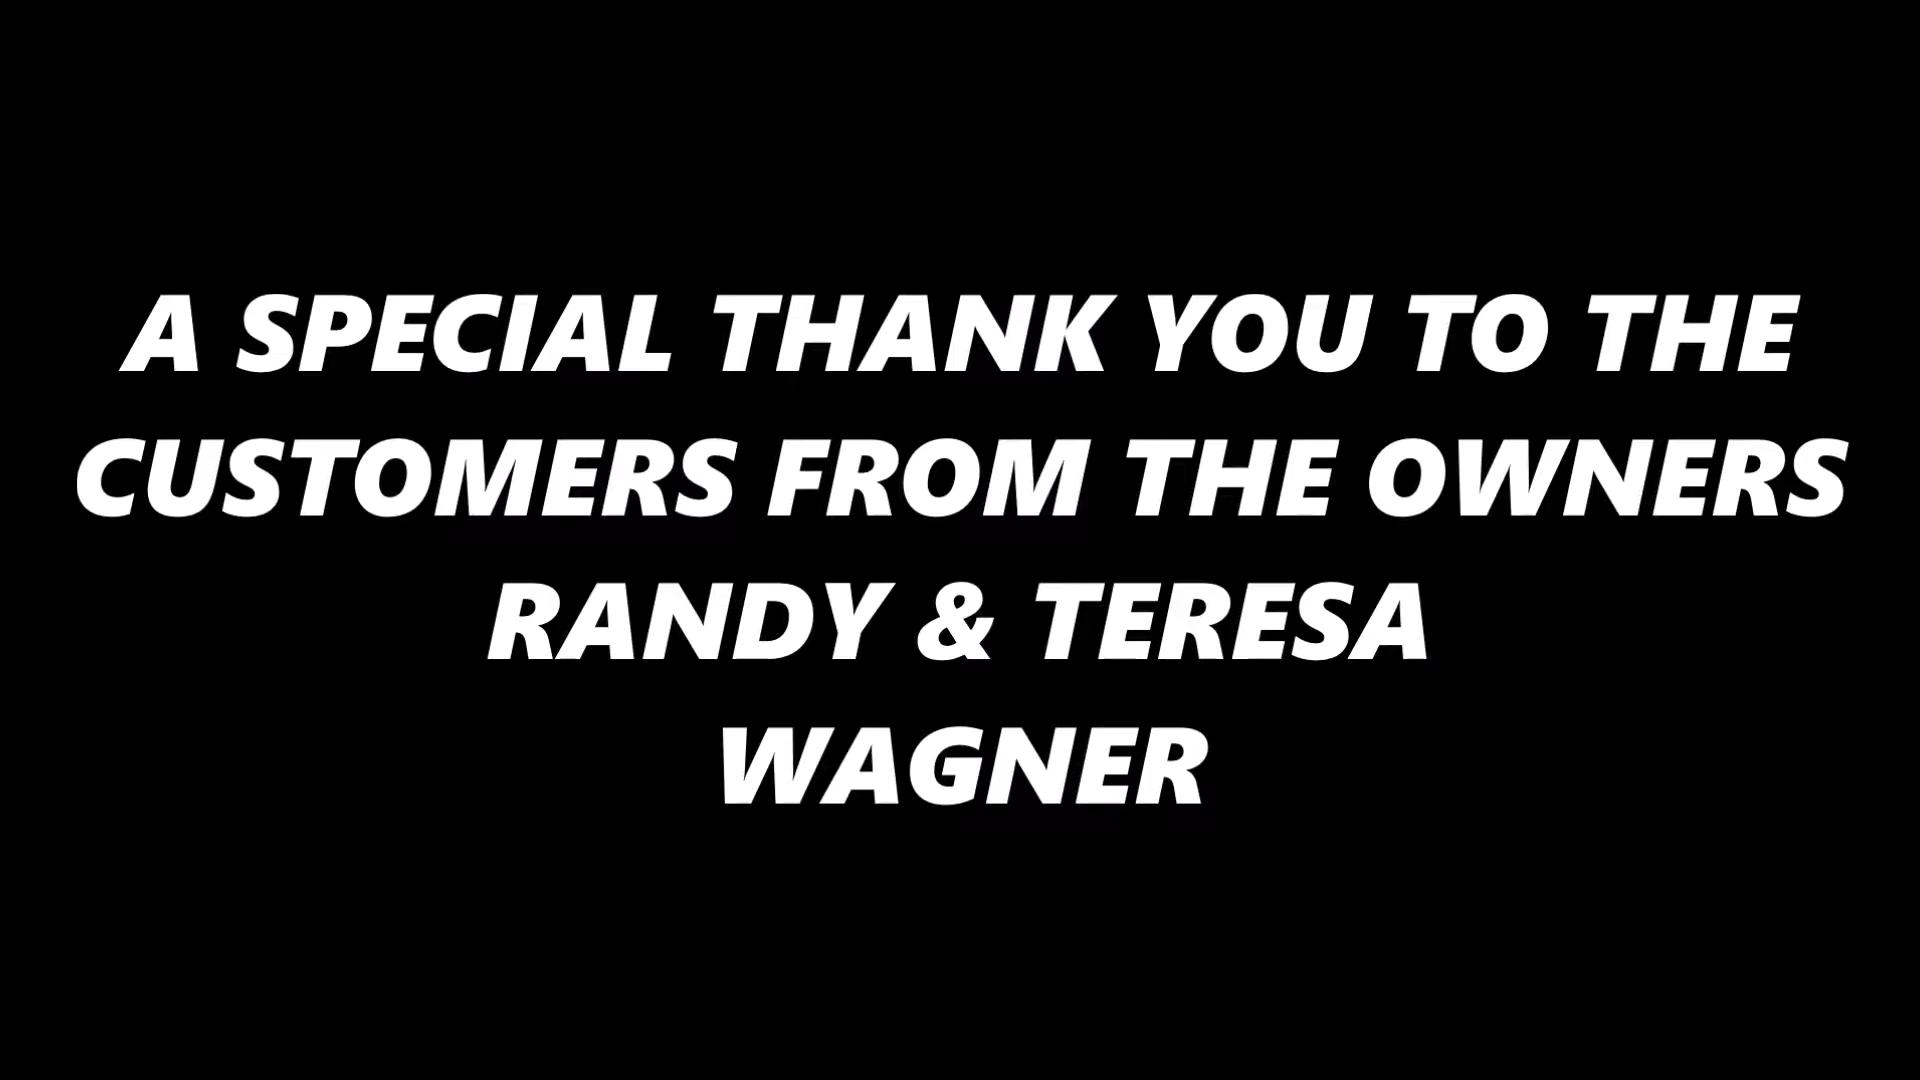 A SPECIAL THANK YOU TO THE
CUSTOMERS FROM THE OWNERS
RANDY & TERESA
WAGNER